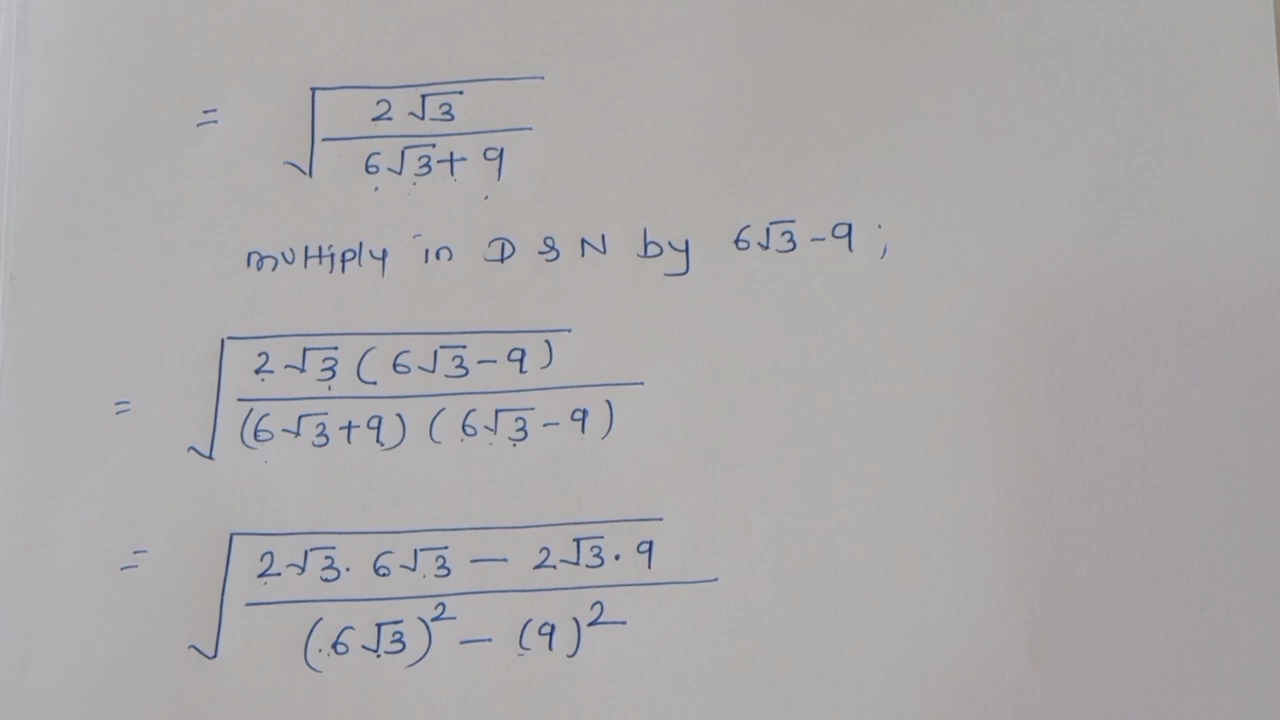 = √(2√3 / (6√3+ 9))
multiply in D & N by 6√3-9;
= √(2√3(6√3-9) / (6√3+9)(6√3-9))
= √((2√3. 6√3 - 2√3.9) / ((6√3)² - (9)²))